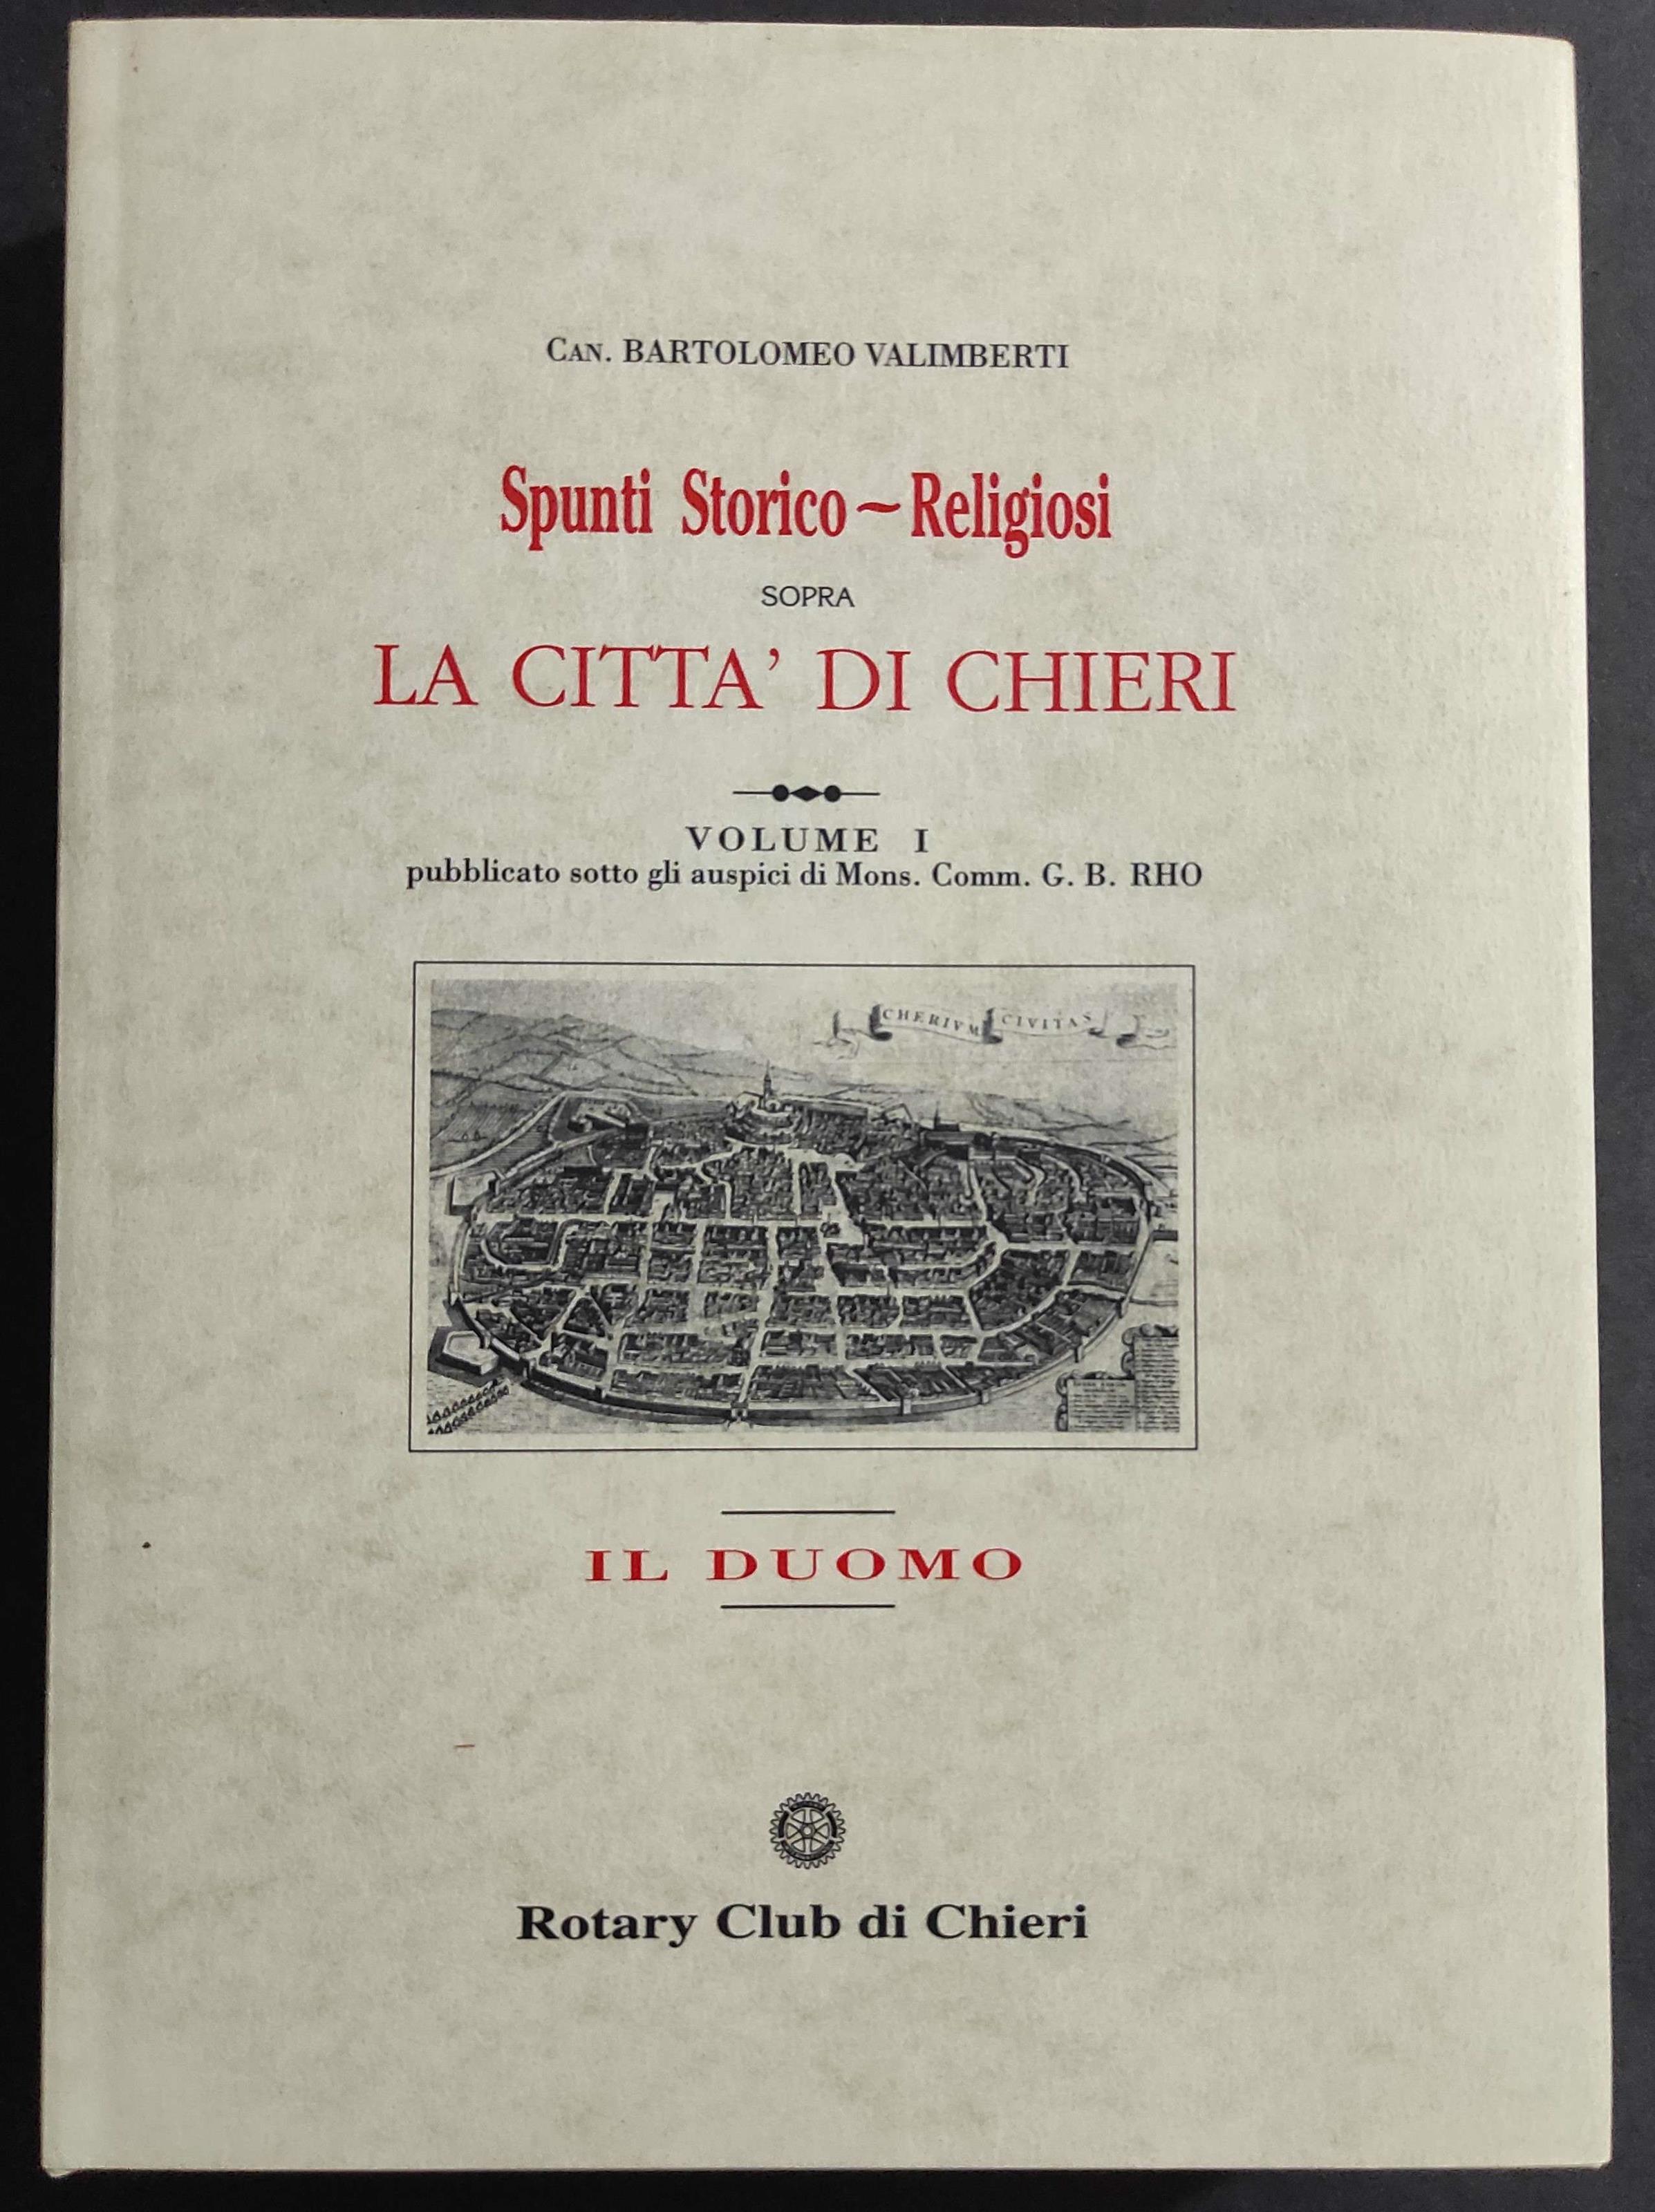 CAN. BARTOLOMEO VALIMBERTI
Spunti Storico ~ Religiosi
SOPRA
LA CITTA' DI CHIERI
VOLUME I
pubblicato sotto gli auspici di Mons. Comm. G. B. RHO
CHERIVM CIVITAS
IL DUOMO
Rotary Club di Chieri